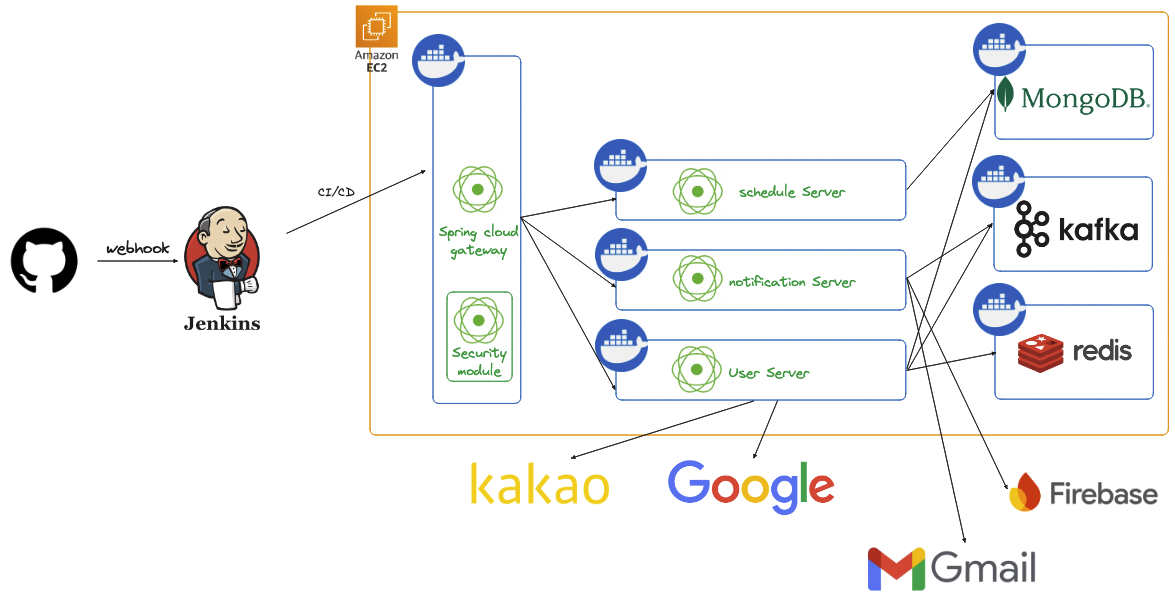 Amazon
EC2
MongoDB.
CI/CD
schedule Server
Spring cloud
gateway
kafka
webhook
notification Server
Jenkins
Security
module
User Server
redis
kakao
Google
Firebase
Gmail